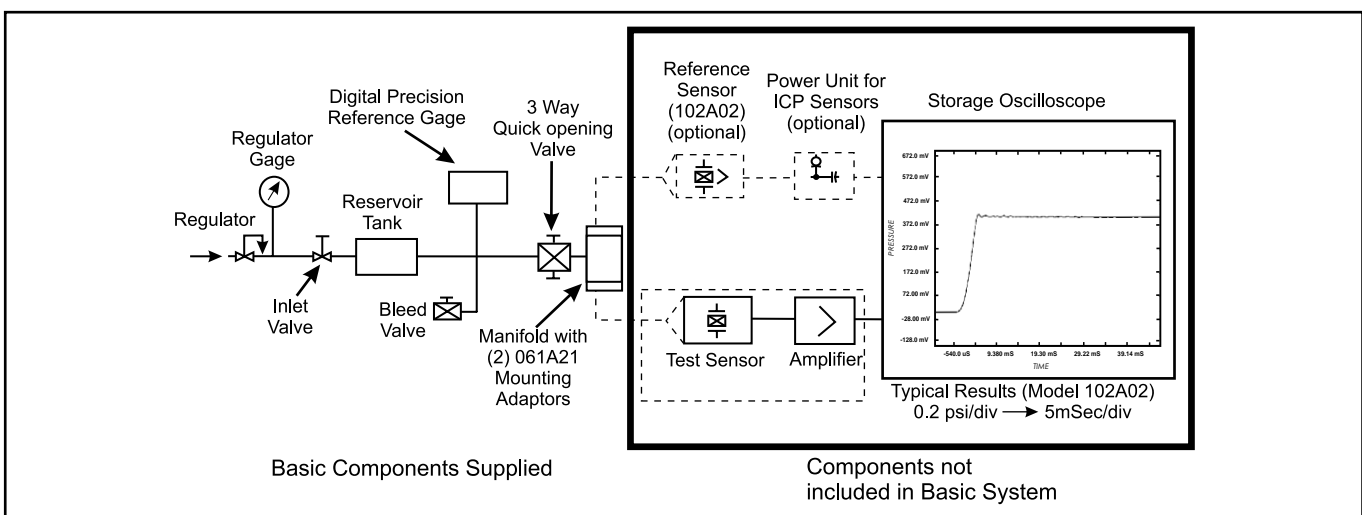 Regulator
Regulator
Gage
Digital Precision
Reference Gage
3 Way
Quick opening
Valve
Reservoir
Tank
Inlet
Valve
Bleed
Valve
Manifold with
(2) 061A21
Mounting
Adaptors
Basic Components Supplied
Reference
Sensor
(102A02)
(optional)
Power Unit for
ICP Sensors
(optional)
Storage Oscilloscope
Test Sensor
Amplifier
PRESSURE
672.0 mV
572.0 mV
472.0 mV
372.0 mV
272.0 mV
172.0 mV
72.00 mV
-28.00 mV
-128.0 mV
-540.0 uS
9.380 mS
19.30 mS
29.22 mS
39.14 mS
TIME
Typical Results (Model 102A02)
0.2 psi/div 5mSec/div
Components not
included in Basic System